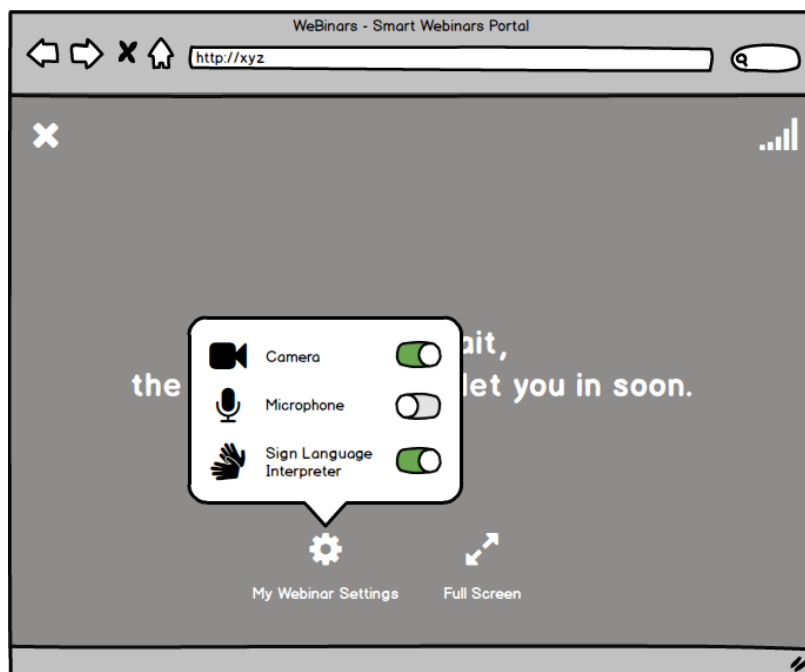 WeBinars - Smart Webinars Portal
http://xyz
ait,
the let you in soon.
Camera
Microphone
Sign Language
Interpreter
My Webinar Settings
Full Screen